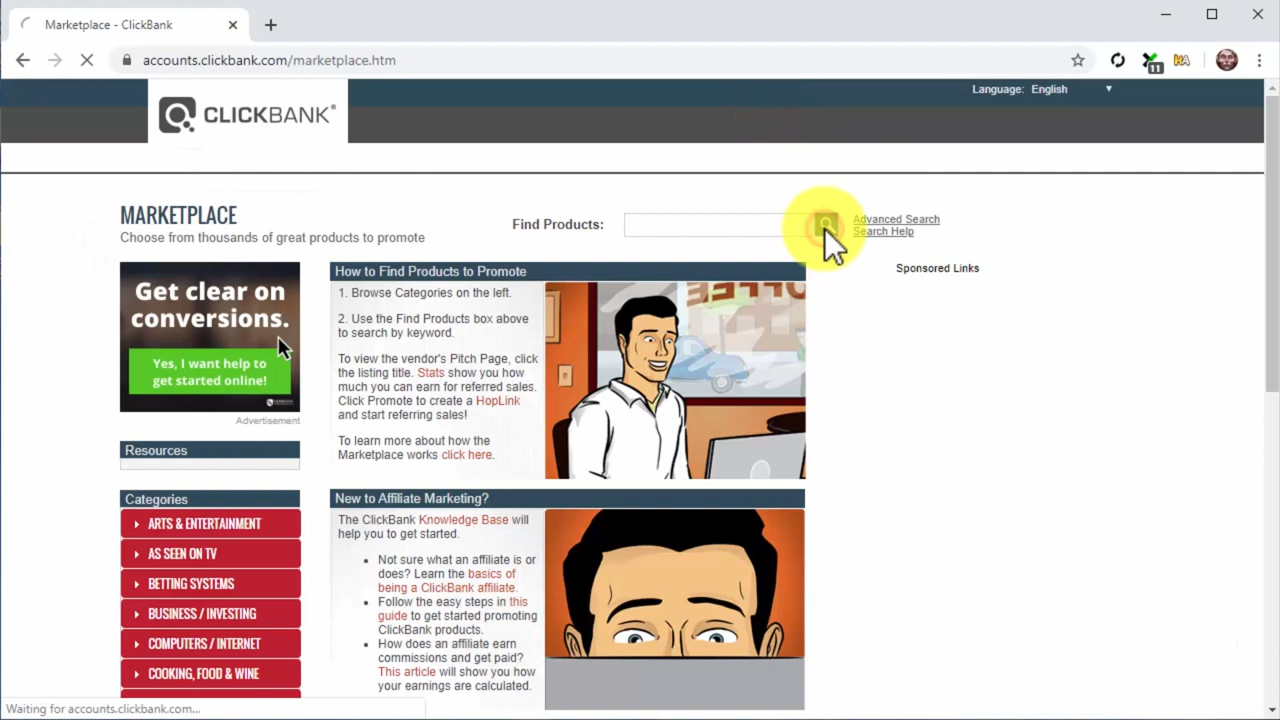 Marketplace - ClickBank
accounts.clickbank.com/marketplace.htm
11
HA
Language: English
CLICKBANK®
MARKETPLACE
Choose from thousands of great products to promote
Find Products:
Advanced Search
Search Help
Sponsored Links
Get clear on
conversions.
Yes, I want help to
get started online!
Advertisement
Resources
Categories
ARTS & ENTERTAINMENT
AS SEEN ON TV
BETTING SYSTEMS
BUSINESS / INVESTING
COMPUTERS / INTERNET
COOKING, FOOD & WINE
How to Find Products to Promote
1. Browse Categories on the left.
2. Use the Find Products box above
to search by keyword.
To view the vendor's Pitch Page, click
the listing title. Stats show you how
much you can earn for referred sales.
Click Promote to create a HopLink
and start referring sales!
To learn more about how the
Marketplace works click here.
COFFEE
New to Affiliate Marketing?
The ClickBank Knowledge Base will
help you to get started.
Not sure what an affiliate is or
does? Learn the basics of
being a ClickBank affiliate.
Follow the easy steps in this
guide to get started promoting
ClickBank products.
How does an affiliate earn
commissions and get paid?
This article will show you how
your earnings are calculated.
Waiting for accounts.clickbank.com...